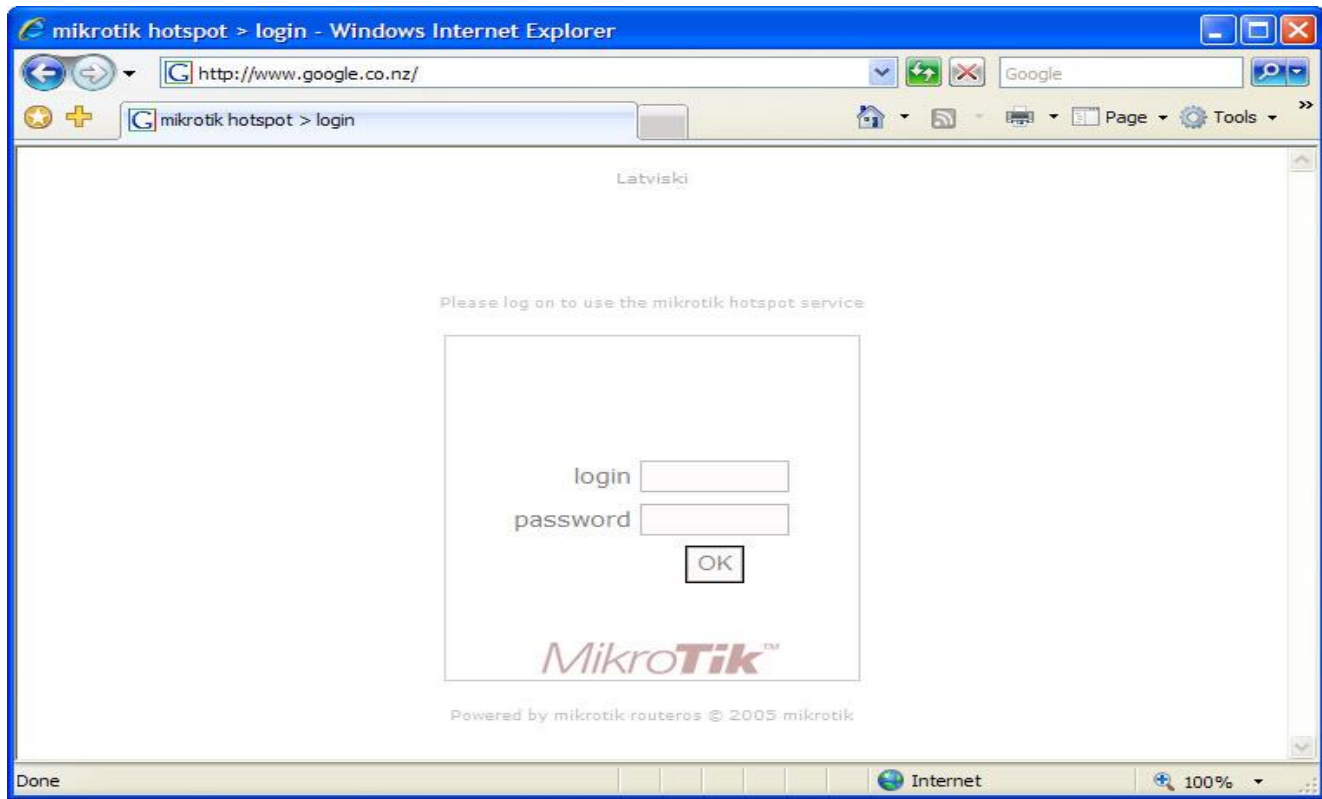 mikrotik hotspot > login - Windows Internet Explorer
http://www.google.co.nz/
Google
mikrotik hotspot > login
Page
Tools
Latviski
Please log on to use the mikrotik hotspot service
login
password
OK
MikroTik™
Powered by mikrotik routeros © 2005 mikrotik
Done
Internet
100%